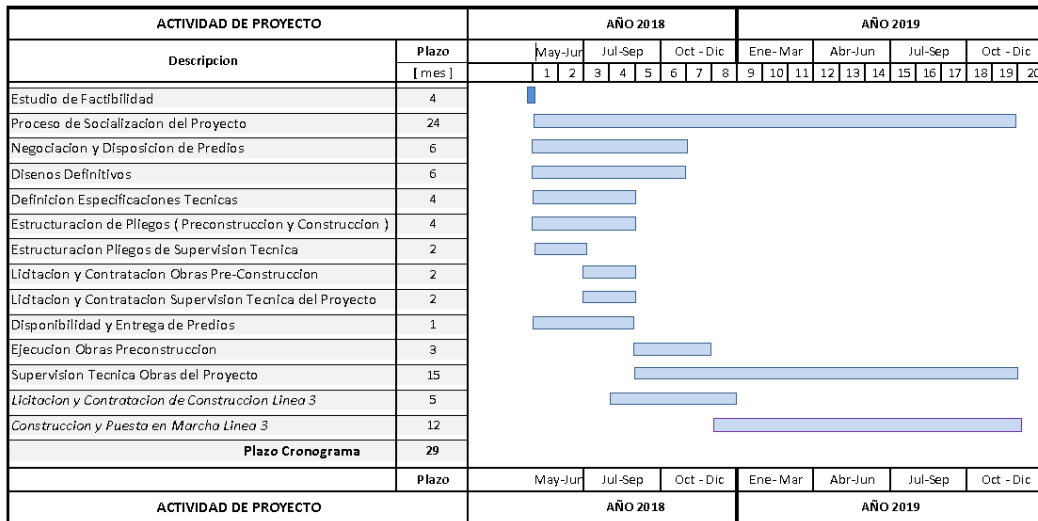 ACTIVIDAD DE PROYECTO AÑO 2018 AÑO 2019
Descripcion Plazo May-Jun Jul-Sep Oct - Dic Ene- Mar Abr-Jun Jul-Sep Oct - Dic
[ mes ] 1 2 3 4 5 6 7 8 9 10 11 12 13 14 15 16 17 18 19 20
Estudio de Factibilidad 4
Proceso de Socializacion del Proyecto 24
Negociacion y Disposicion de Predios 6
Disenos Definitivos 6
Definicion Especificaciones Tecnicas 4
Estructuracion de Pliegos ( Preconstruccion y Construccion ) 4
Estructuracion Pliegos de Supervision Tecnica 2
Licitacion y Contratacion Obras Pre-Construccion 2
Licitacion y Contratacion Supervision Tecnica del Proyecto 2
Disponibilidad y Entrega de Predios 1
Ejecucion Obras Preconstruccion 3
Supervision Tecnica Obras del Proyecto 15
Licitacion y Contratacion de Construccion Linea 3 5
Construccion y Puesta en Marcha Linea 3 12
Plazo Cronograma 29
Plazo May-Jun Jul-Sep Oct - Dic Ene- Mar Abr-Jun Jul-Sep Oct - Dic
ACTIVIDAD DE PROYECTO AÑO 2018 AÑO 2019